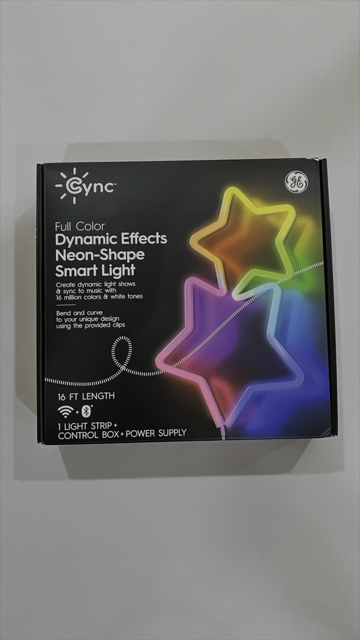 Cync™
GE
Full Color
Dynamic Effects
Neon-Shape
Smart Light
Create dynamic light shows
& sync to music with
16 million colors & white tones
Bend and curve
to your unique design
using the provided clips
16 FT LENGTH
+
1 LIGHT STRIP+
CONTROL BOX+POWER SUPPLY